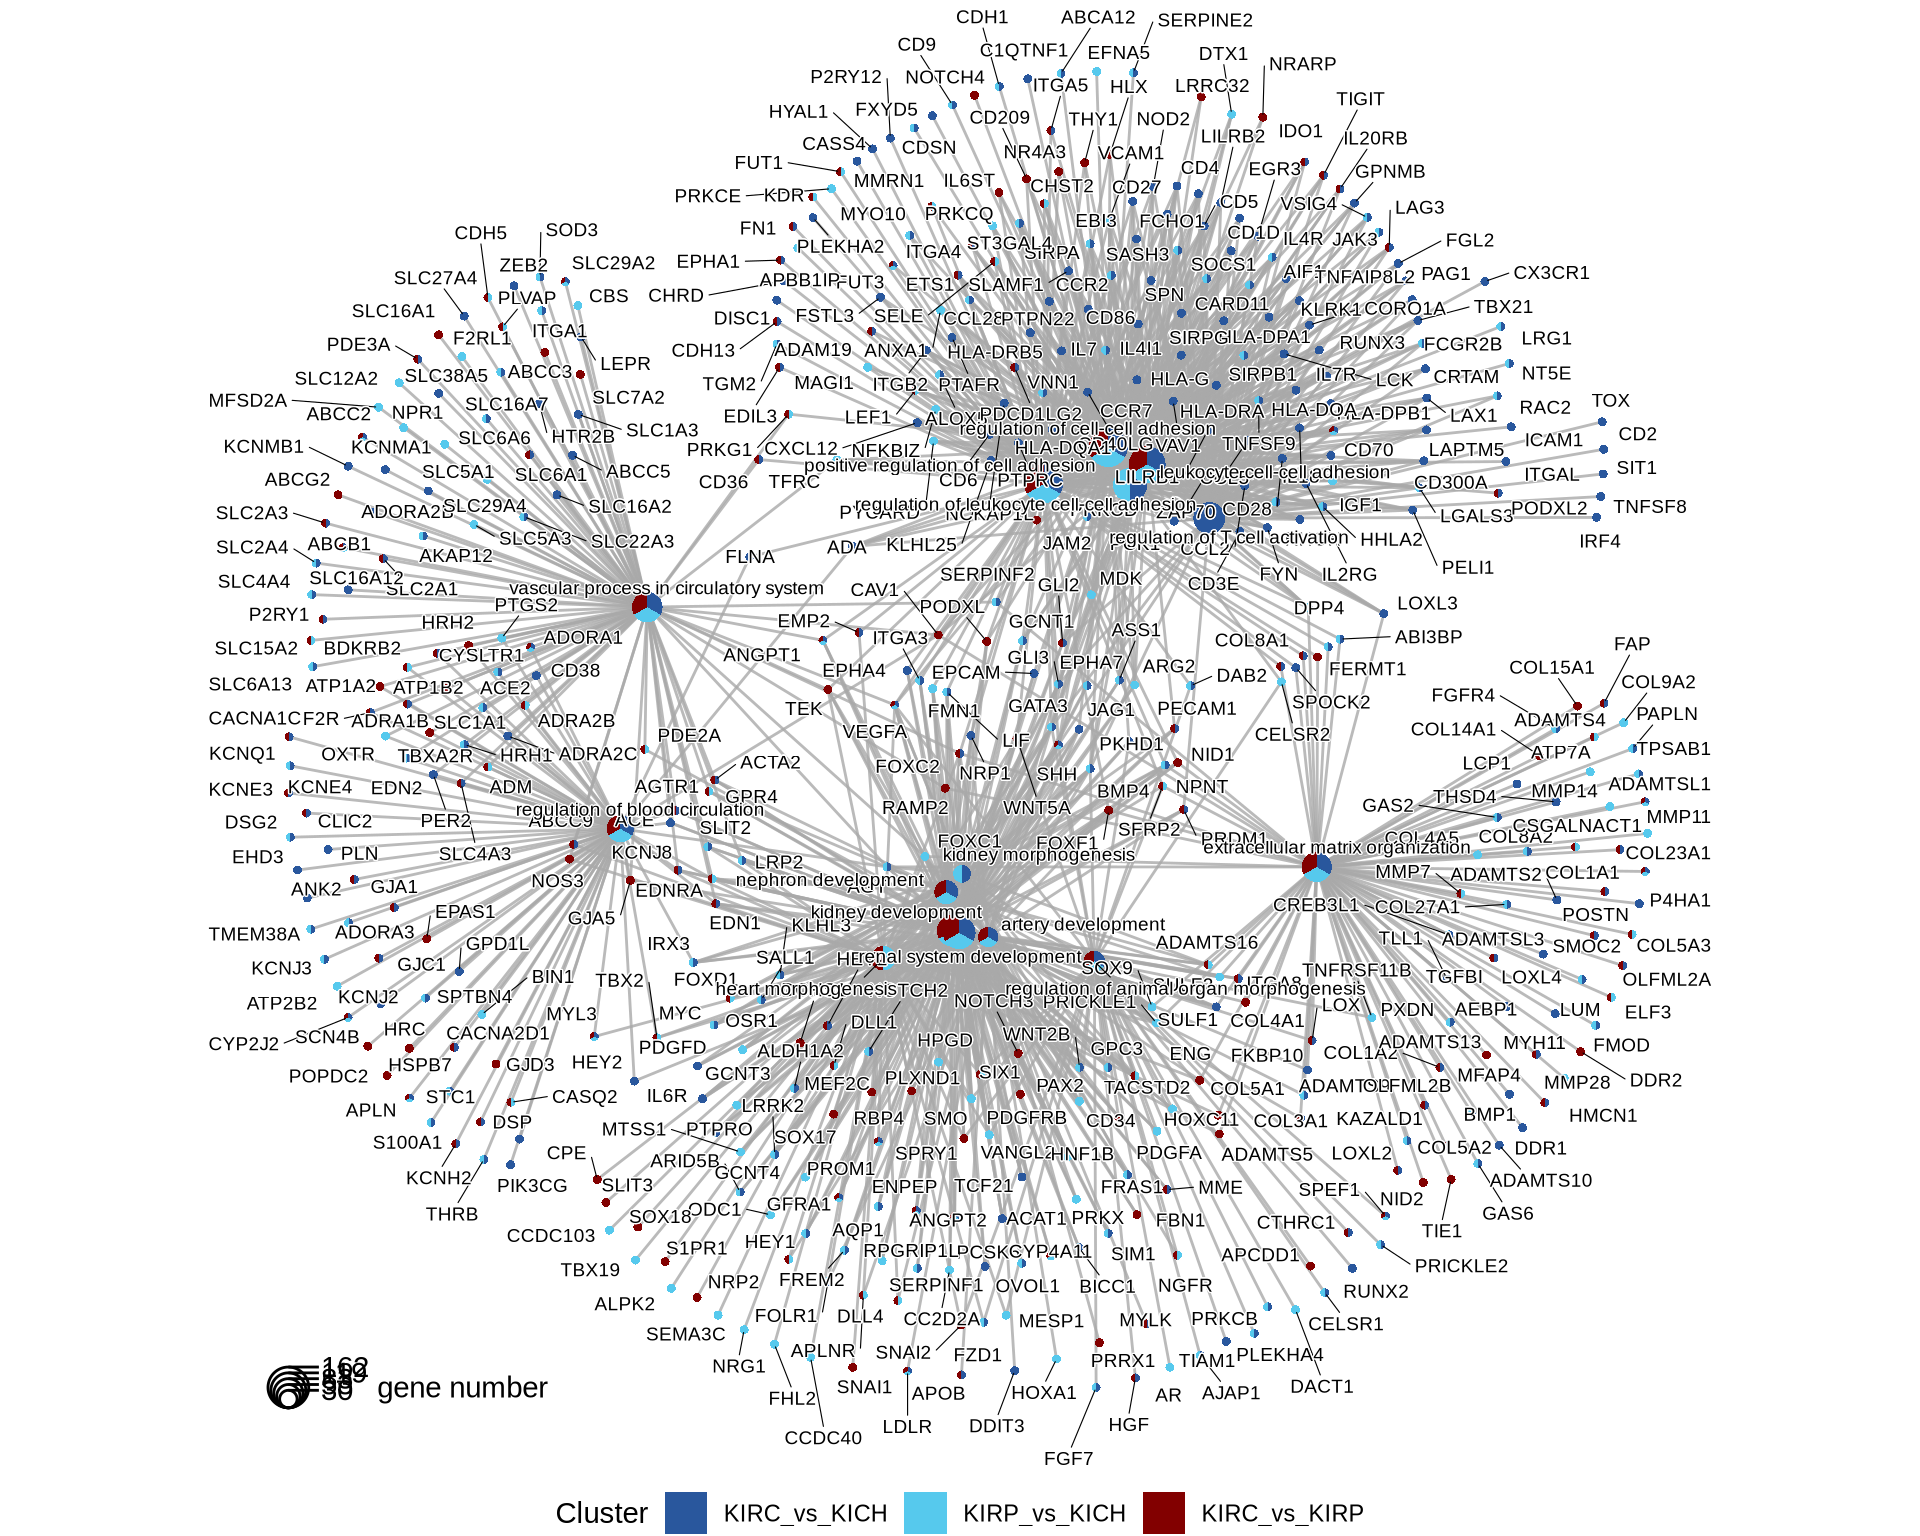 CDH1 ABCA12 SERPINE2
CD9 C1QTNF1 EFNA5 DTX1
P2RY12 NOTCH4 ITGA5 HLX LRRC32 NRARP
HYAL1 FXYD5 CD209 THY1 NOD2 TIGIT
CASS4 CDSN NR4A3 VCAM1 LILRB2 IDO1 IL20RB
FUT1 MMRN1 IL6ST CHST2 CD27 CD4 EGR3 GPNMB
PRKCE KDR MYO10 PRKCQ EBI3 FCHO1 CD5 VSIG4 LAG3
CDH5 SOD3 FN1 PLEKHA2 ITGA4 ST3GAL4 SIRPA SASH3 CD1D IL4R JAK3 FGL2
SLC27A4 ZEB2 SLC29A2 EPHA1 APBB1IP FUT3 ETS1 SLAMF1 CCR2 SOCS1 AIF1 TNFAIP8L2 PAG1 CX3CR1
SLC16A1 PLVAP CBS CHRD FSTL3 SELE CCL28 PTPN22 CD86 SPN CARD11 KLRK1 CORO1A TBX21
PDE3A F2RL1 ITGA1 DISC1 ADAM19 ANXA1 HLA-DRB5 IL7 IL4I1 SIRPG HLA-DPA1 RUNX3 FCGR2B LRG1
SLC12A2 SLC38A5 ABCC3 LEPR CDH13 MAGI1 ITGB2 PTAFR VNN1 HLA-G SIRPB1 IL7R LCK CRTAM NT5E
MFSD2A ABCC2 NPR1 SLC16A7 SLC7A2 TGM2 EDIL3 LEF1 PDCD1LG2 CCR7 HLA-DRA HLA-DOA HLA-DPB1 LAX1 RAC2 TOX
KCNMB1 KCNMA1 SLC6A6 HTR2B SLC1A3 PRKG1 CXCL12 NFKBIZ regulation of cell-cell adhesion HLA-DQA1 VAV1 TNFSF9 CD70 LAPTM5 ICAM1 CD2
ABCG2 SLC5A1 SLC6A1 ABCC5 CD36 TFRC positive regulation of cell adhesion CD6 PTPRC leukocyte cell-cell adhesion CD300A ITGAL SIT1
SLC2A3 ADORA2B SLC29A4 SLC16A2 regulation of leukocyte cell-cell adhesion ZAP70 CD28 IGF1 LGALS3 PODXL2 TNFSF8
SLC2A4 ABCB1 AKAP12 SLC5A3 SLC22A3 FLNA ADA KLHL25 JAM2 regulation of T cell activation HHLA2 IRF4
SLC4A4 SLC16A12 SLC2A1 vascular process in circulatory system SERPINF2 GLI2 MDK CD3E FYN IL2RG PELI1
P2RY1 PTGS2 CAV1 PODXL DPP4 LOXL3
HRH2 EMP2 ITGA3 GCNT1 ASS1 COL8A1 ABI3BP FAP
SLC15A2 BDKRB2 CYSLTR1 ADORA1 ANGPT1 EPHA4 EPCAM GLI3 EPHA7 ARG2 DAB2 FERMT1 COL15A1
SLC6A13 ATP1A2 ATP1B2 ACE2 CD38 TEK FMN1 GATA3 JAG1 PECAM1 SPOCK2 FGFR4 COL9A2
CACNA1C F2R ADRA1B SLC1A1 ADRA2B PDE2A VEGFA LIF PKHD1 CELSR2 COL14A1 ADAMTS4 PAPLN
KCNQ1 OXTR TBXA2R HRH1 ADRA2C ACTA2 FOXC2 NRP1 SHH NID1 LCP1 ATP7A TPSAB1
KCNE3 KCNE4 EDN2 ADM AGTR1 GPR4 RAMP2 WNT5A BMP4 NPNT GAS2 THSD4 MMP14 ADAMTSL1
DSG2 CLIC2 PER2 regulation of blood circulation ABCC9 ACE SLIT2 FOXC1 FOXF1 SFRP2 PRDM1 COL4A5 COL8A2 CSGALNACT1 MMP11
EHD3 PLN SLC4A3 KCNJ8 LRP2 kidney morphogenesis extracellular matrix organization COL23A1
ANK2 GJA1 NOS3 EDNRA nephron development MMP7 ADAMTS2 COL1A1
TMEM38A ADORA3 EPAS1 GJA5 EDN1 KLHL3 kidney development artery development CREB3L1 COL27A1 POSTN P4HA1
KCNJ3 GJC1 GPD1L IRX3 SALL1 renal system development ADAMTS16 TLL1 ADAMTSL3 SMOC2 COL5A3
ATP2B2 KCNJ2 SPTBN4 BIN1 TBX2 FOXD1 heart morphogenesis SOX9 regulation of animal organ morphogenesis ITGA8 TNFRSF11B TGFBI LOXL4 OLFML2A
CYP2J2 SCN4B HRC CACNA2D1 MYL3 MYC OSR1 DLL1 NOTCH3 PRICKLE1 SULF1 COL4A1 LOX PXDN AEBP1 LUM ELF3
POPDC2 HSPB7 GJD3 HEY2 PDGFD ALDH1A2 HPGD WNT2B GPC3 ENG FKBP10 COL1A2 ADAMTS13 MYH11 FMOD
APLN STC1 CASQ2 IL6R GCNT3 MEF2C PLXND1 SIX1 PAX2 TACSTD2 COL5A1 OLFML2B MFAP4 MMP28 DDR2
S100A1 DSP MTSS1 PTPRO LRRK2 RBP4 SMO PDGFRB CD34 HOXC11 COL3A1 KAZALD1 BMP1 HMCN1
KCNH2 PIK3CG CPE ARID5B GCNT4 SOX17 SPRY1 VANGL2 HNF1B PDGFA ADAMTS5 LOXL2 COL5A2 DDR1
THRB SLIT3 PROM1 ENPEP TCF21 FRAS1 MME SPEF1 NID2 ADAMTS10
CCDC103 SOX18 ODC1 GFRA1 AQP1 ANGPT2 ACAT1 PRKX FBN1 CTHRC1 TIE1 GAS6
TBX19 S1PR1 HEY1 RPGRIP1L CYP4A11 SIM1 APCDD1 PRICKLE2
ALPK2 NRP2 FREM2 SERPINF1 OVOL1 BICC1 NGFR RUNX2
SEMA3C FOLR1 DLL4 CC2D2A MESP1 MYLK PRKCB CELSR1
NRG1 APLNR SNAI2 FZD1 PRRX1 TIAM1 PLEKHA4
FHL2 SNAI1 APOB HOXA1 AR AJAP1 DACT1
CCDC40 LDLR DDIT3 HGF
FGF7
162
gene number
Cluster KIRC_vs_KICH KIRP_vs_KICH KIRC_vs_KIRP